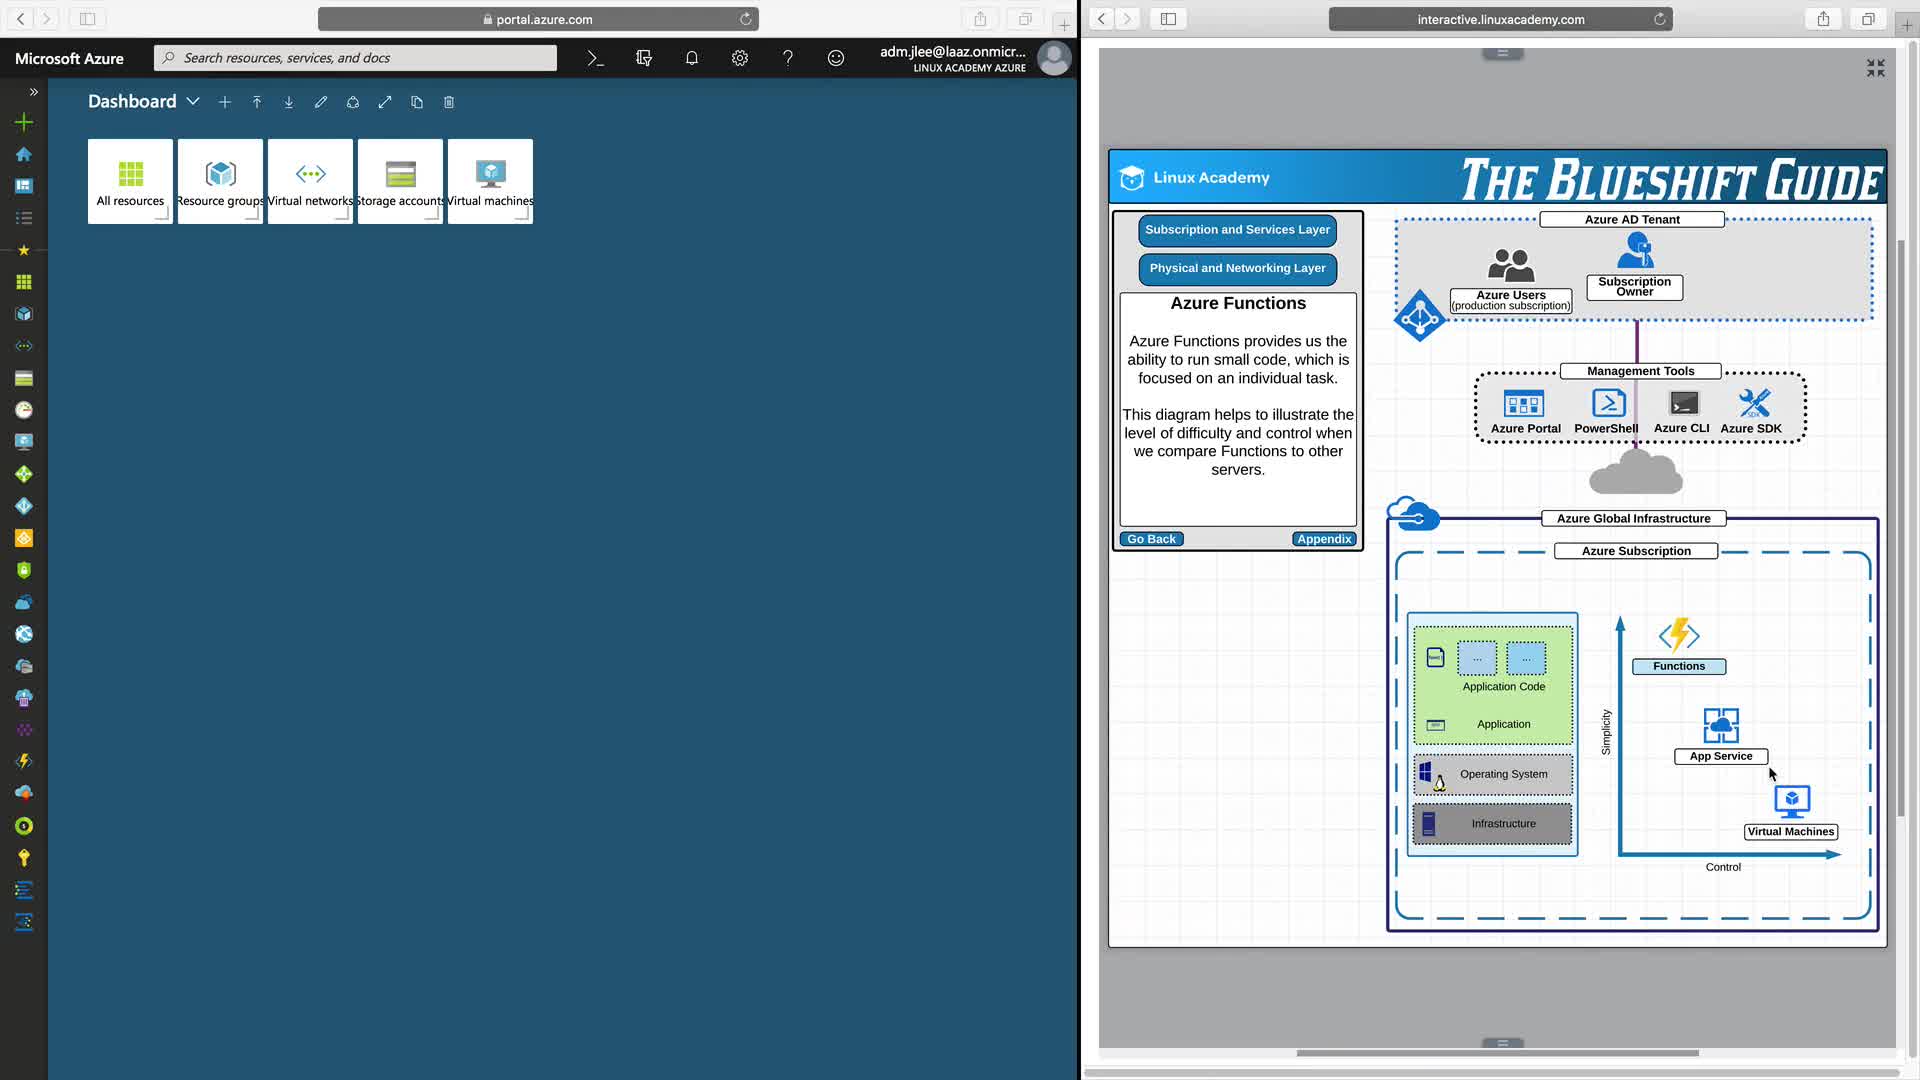 portal.azure.com
Microsoft Azure
Search resources, services, and docs
adm.jlee@laaz.onmicr...
LINUX ACADEMY AZURE
Dashboard
All resources
Resource groups
Virtual networks
Storage accounts
Virtual machines
interactive.linuxacademy.com
Linux Academy
THE BLUESHIFT GUIDE
Subscription and Services Layer
Physical and Networking Layer
Azure Functions
Azure Functions provides us the
ability to run small code, which is
focused on an individual task.
This diagram helps to illustrate the
level of difficulty and control when
we compare Functions to other
servers.
Go Back
Appendix
Azure AD Tenant
Azure Users
(production subscription)
Subscription
Owner
Management Tools
Azure Portal
PowerShell
Azure CLI
SDK
Azure SDK
Azure Global Infrastructure
Azure Subscription
...
...
Application Code
Application
Operating System
Infrastructure
Simplicity
Functions
App Service
Virtual Machines
Control